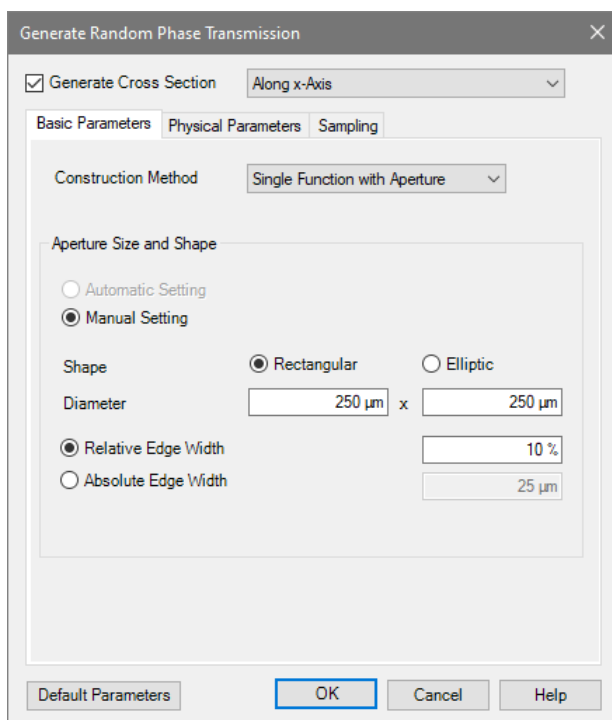 Generate Random Phase Transmission
Generate Cross Section Along x-Axis
Basic Parameters Physical Parameters Sampling
Construction Method Single Function with Aperture
Aperture Size and Shape
Automatic Setting
Manual Setting
Shape Rectangular Elliptic
Diameter 250 µm x 250 µm
Relative Edge Width 10 %
Absolute Edge Width 25 µm
Default Parameters OK Cancel Help